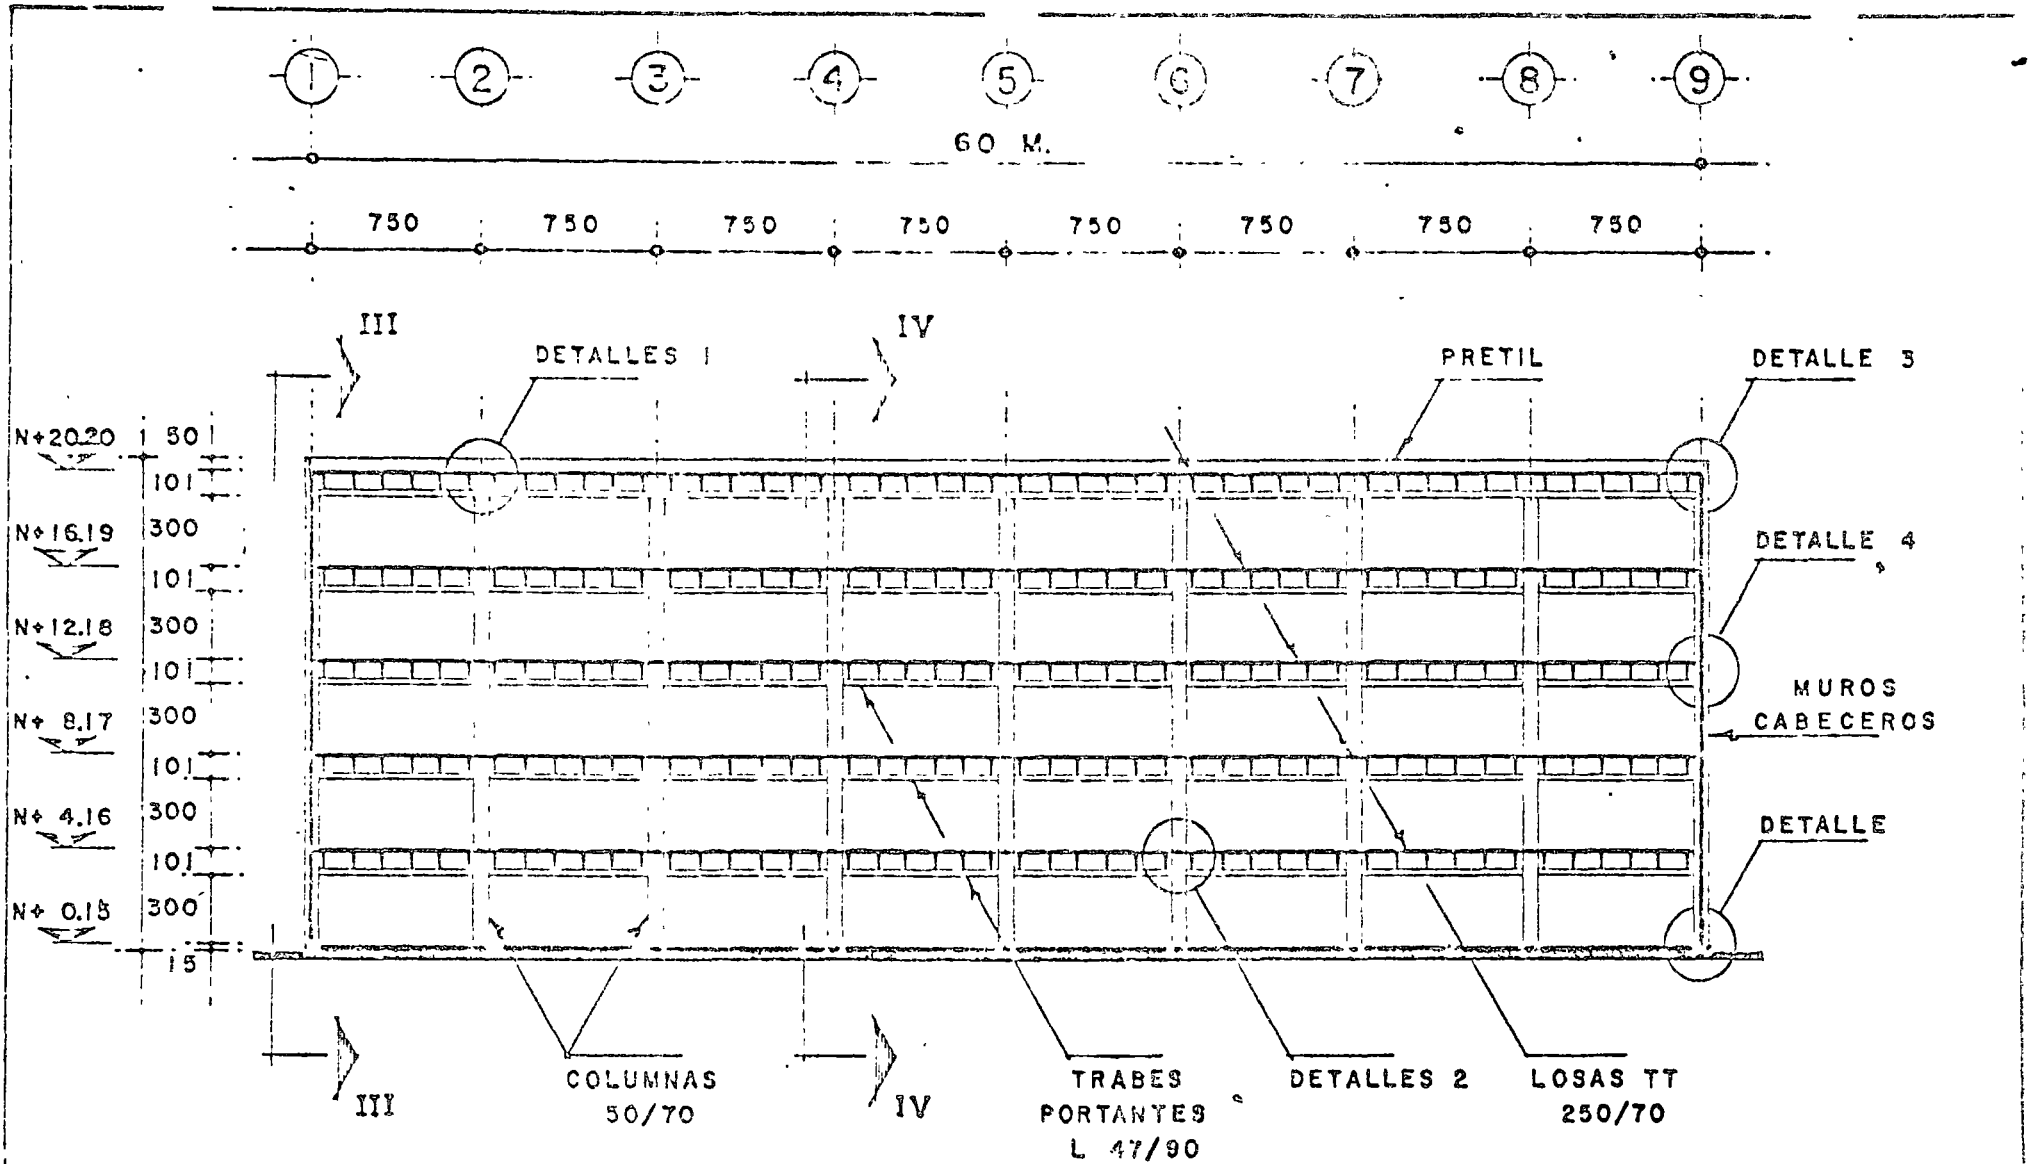 1 2 3 4 5 6 7 8 9
60 M.
750 750 750 750 750 750 750 750
III
IV
DETALLES 1
PRETIL
DETALLE 3
N+20.20
50
101
300
N+16.19
101
DETALLE 4
300
N+12.18
101
MUROS
CABECEROS
300
N+ 8.17
101
300
N+ 4.16
101
DETALLE
300
N+ 0.15
15
COLUMNAS
50/70
TRABES
PORTANTES
L 47/90
DETALLES 2
LOSAS TT
250/70
III
IV